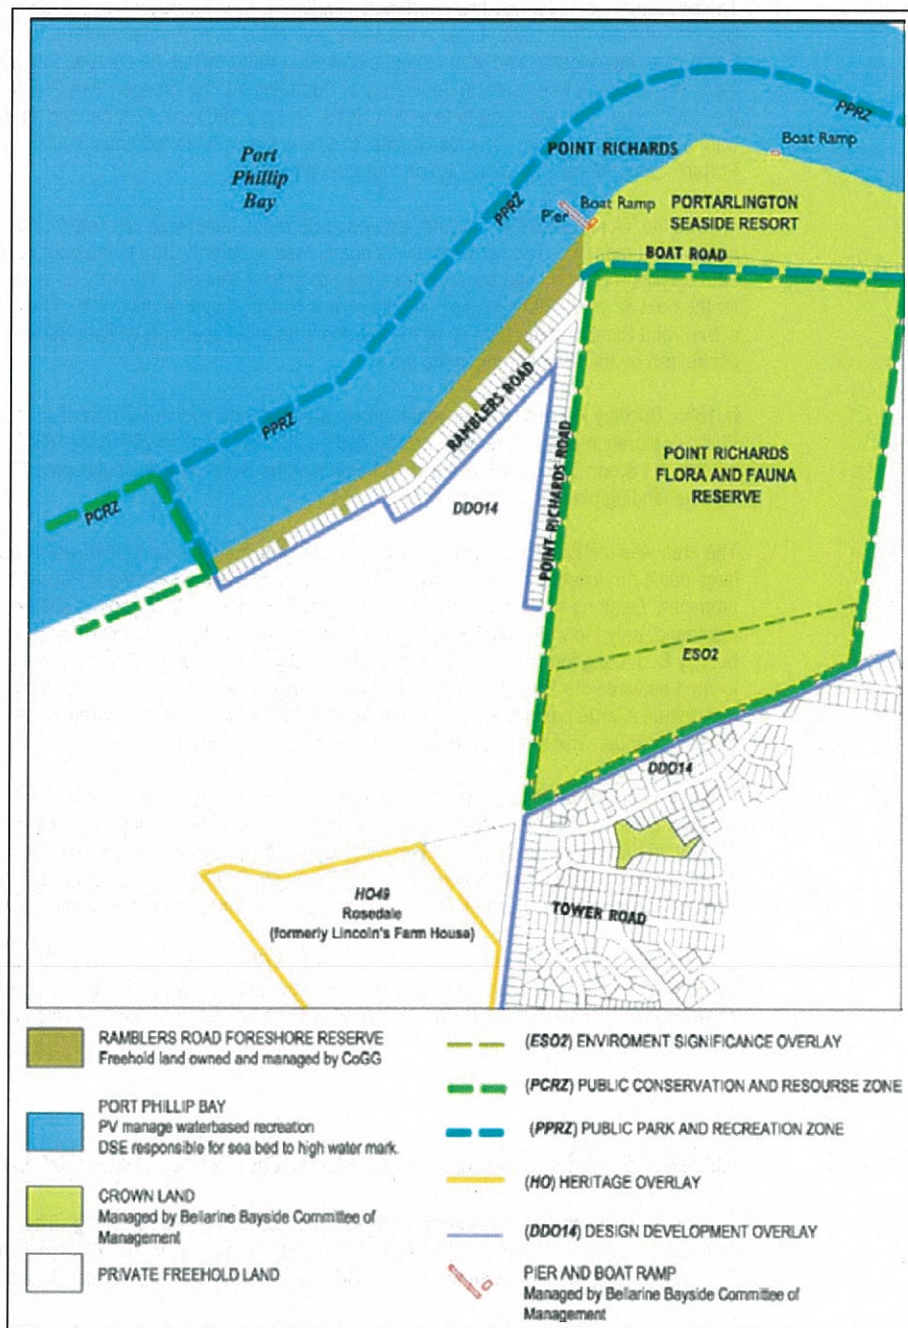 Port
Phillip
Bay
PPRZ
POINT RICHARDS
Boat Ramp
PPRZ
Boat Ramp
Pier
PORTARLINGTON
SEASIDE RESORT
BOAT ROAD
RAMBLERS ROAD
PPRZ
POINT RICHARDS
FLORA AND FAUNA
RESERVE
PCRZ
DDO14
POINT RICHARDS ROAD
ESO2
DDO14
HO49
Rosedale
(formerly Lincoln's Farm House)
TOWER ROAD
RAMBLERS ROAD FORESHORE RESERVE
Freehold land owned and managed by CoGG
PORT PHILLIP BAY
PV manage waterbased recreation
DSE responsible for sea bed to high water mark.
CROWN LAND
Managed by Bellarine Bayside Committee of
Management
PRIVATE FREEHOLD LAND
(ESO2) ENVIROMENT SIGNIFICANCE OVERLAY
(PCRZ) PUBLIC CONSERVATION AND RESOURSE ZONE
(PPRZ) PUBLIC PARK AND RECREATION ZONE
(HO) HERITAGE OVERLAY
(DDO14) DESIGN DEVELOPMENT OVERLAY
PIER AND BOAT RAMP
Managed by Bellarine Bayside Committee of
Management